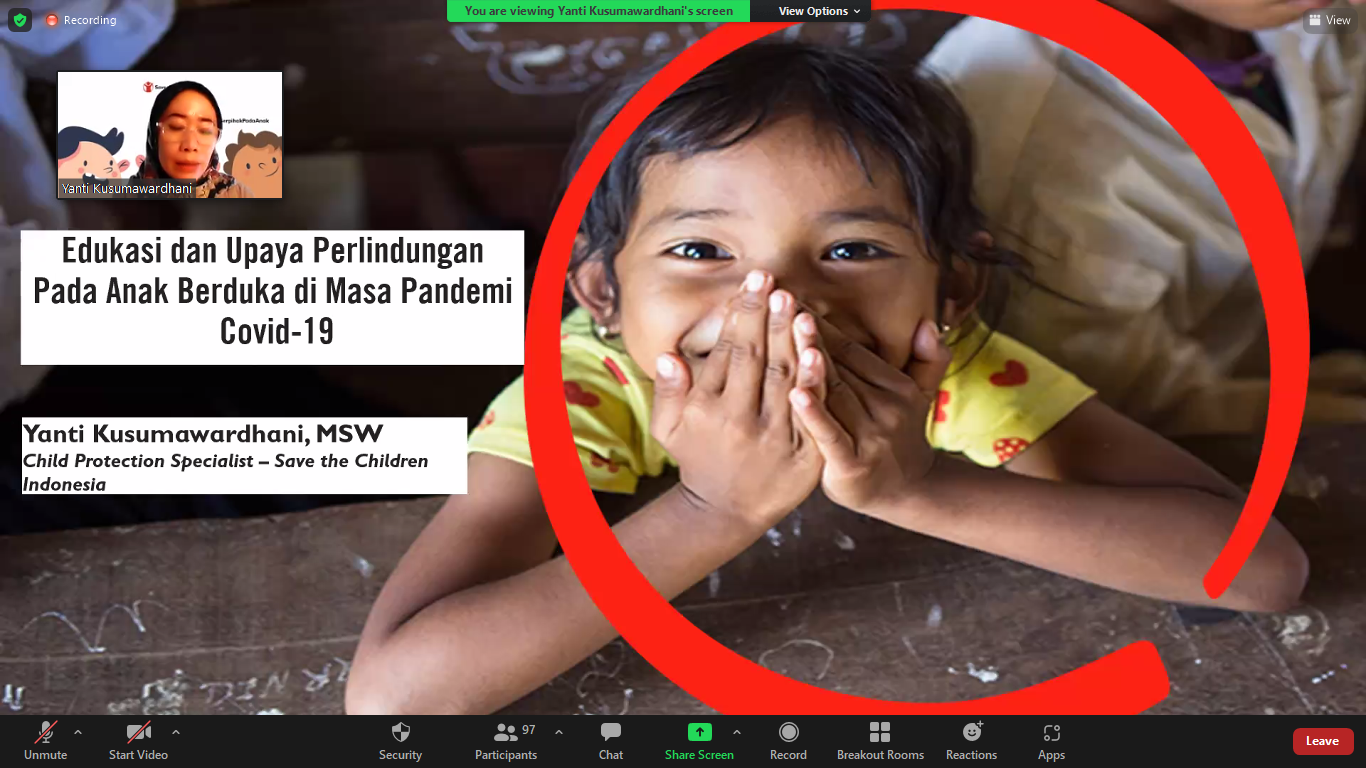 Recording
You are viewing Yanti Kusumawardhani's screen
View Options
View
Yanti Kusumawardhani
Edukasi dan Upaya Perlindungan
Pada Anak Berduka di Masa Pandemi
Covid-19
Yanti Kusumawardhani, MSW
Child Protection Specialist – Save the Children
Indonesia
Unmute
Start Video
Security
Participants
97
Chat
Share Screen
Record
Breakout Rooms
Reactions
Apps
Leave